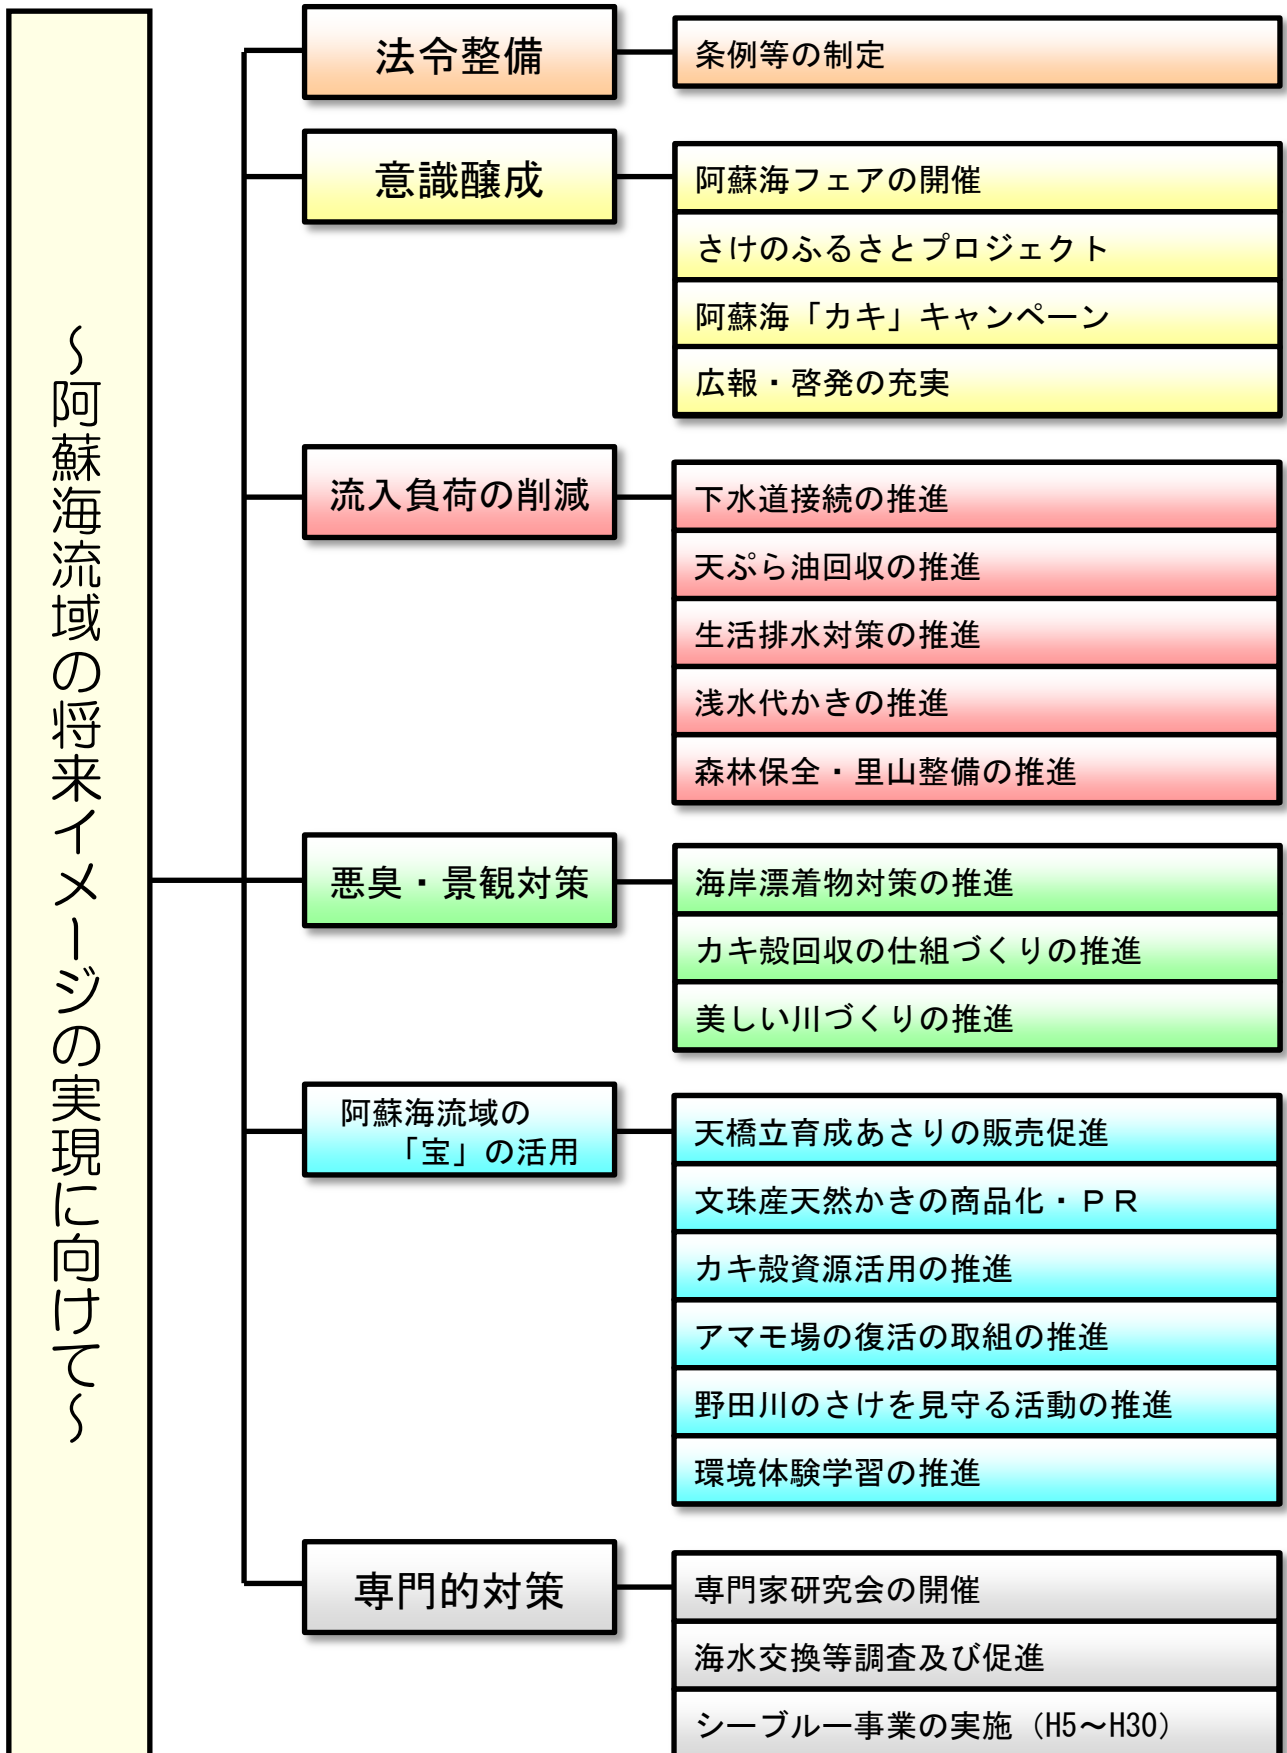 ～阿蘇海流域の将来イメージの実現に向けて～
法令整備
条例等の制定
意識醸成
阿蘇海フェアの開催
さけのふるさとプロジェクト
阿蘇海「カキ」キャンペーン
広報・啓発の充実
流入負荷の削減
下水道接続の推進
天ぷら油回収の推進
生活排水対策の推進
浅水代かきの推進
森林保全・里山整備の推進
悪臭・景観対策
海岸漂着物対策の推進
カキ殻回収の仕組づくりの推進
美しい川づくりの推進
阿蘇海流域の
「宝」の活用
天橋立育成あさりの販売促進
文珠産天然かきの商品化・ＰＲ
カキ殻資源活用の推進
アマモ場の復活の取組の推進
野田川のさけを見守る活動の推進
環境体験学習の推進
専門的対策
専門家研究会の開催
海水交換等調査及び促進
シーブルー事業の実施（H5～H30）